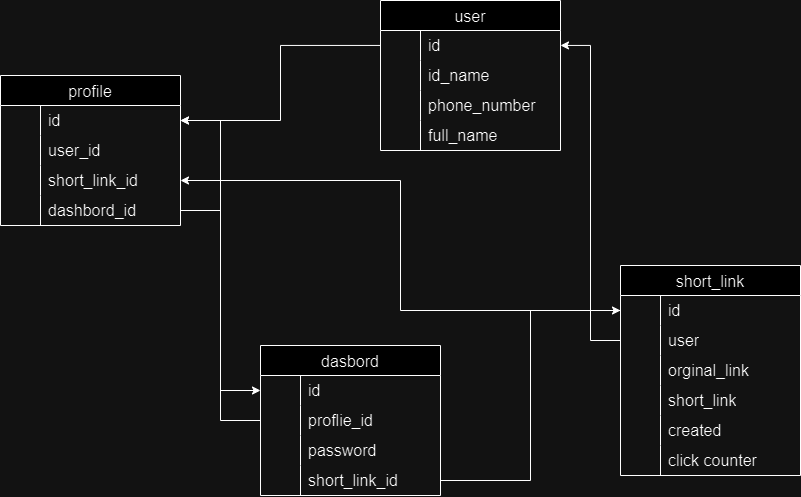 user
id
id_name
phone_number
full_name
profile
id
user_id
short_link_id
dashbord_id
short_link
id
user
orginal_link
short_link
created
click counter
dasbord
id
proflie_id
password
short_link_id